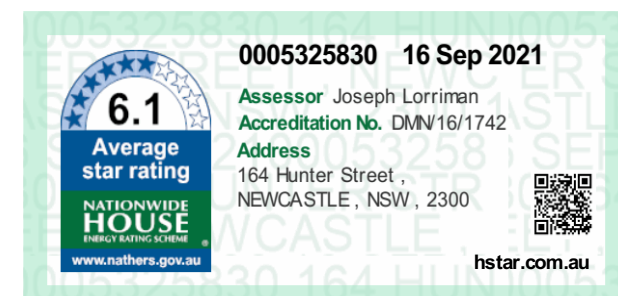 0005325830 16 Sep 2021
6.1
Average
star rating
NATIONWIDE
HOUSE
ENERGY RATING SCHEME
www.nathers.gov.au
Assessor Joseph Lorriman
Accreditation No. DMN/16/1742
Address
164 Hunter Street ,
NEWCASTLE , NSW , 2300
hstar.com.au